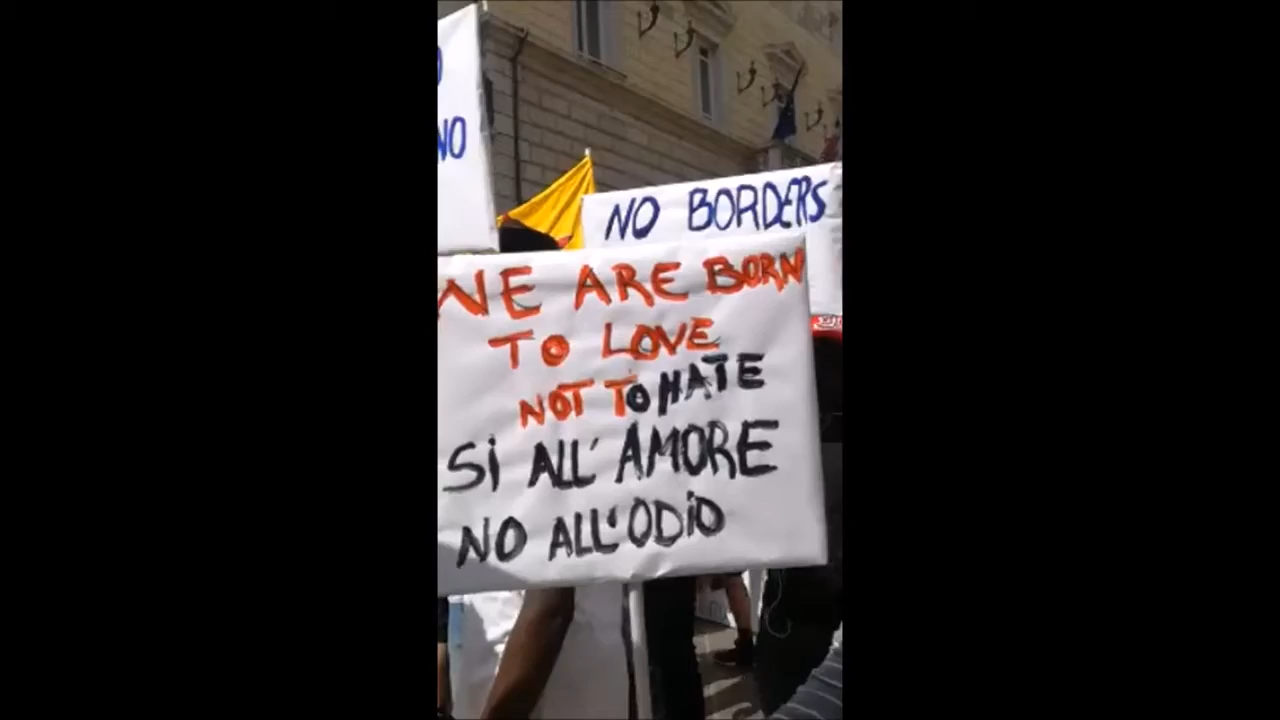 NO
NO BORDERS
WE ARE BORN
TO LOVE
NOT TO HATE
SI ALL'AMORE
NO ALL'ODIO